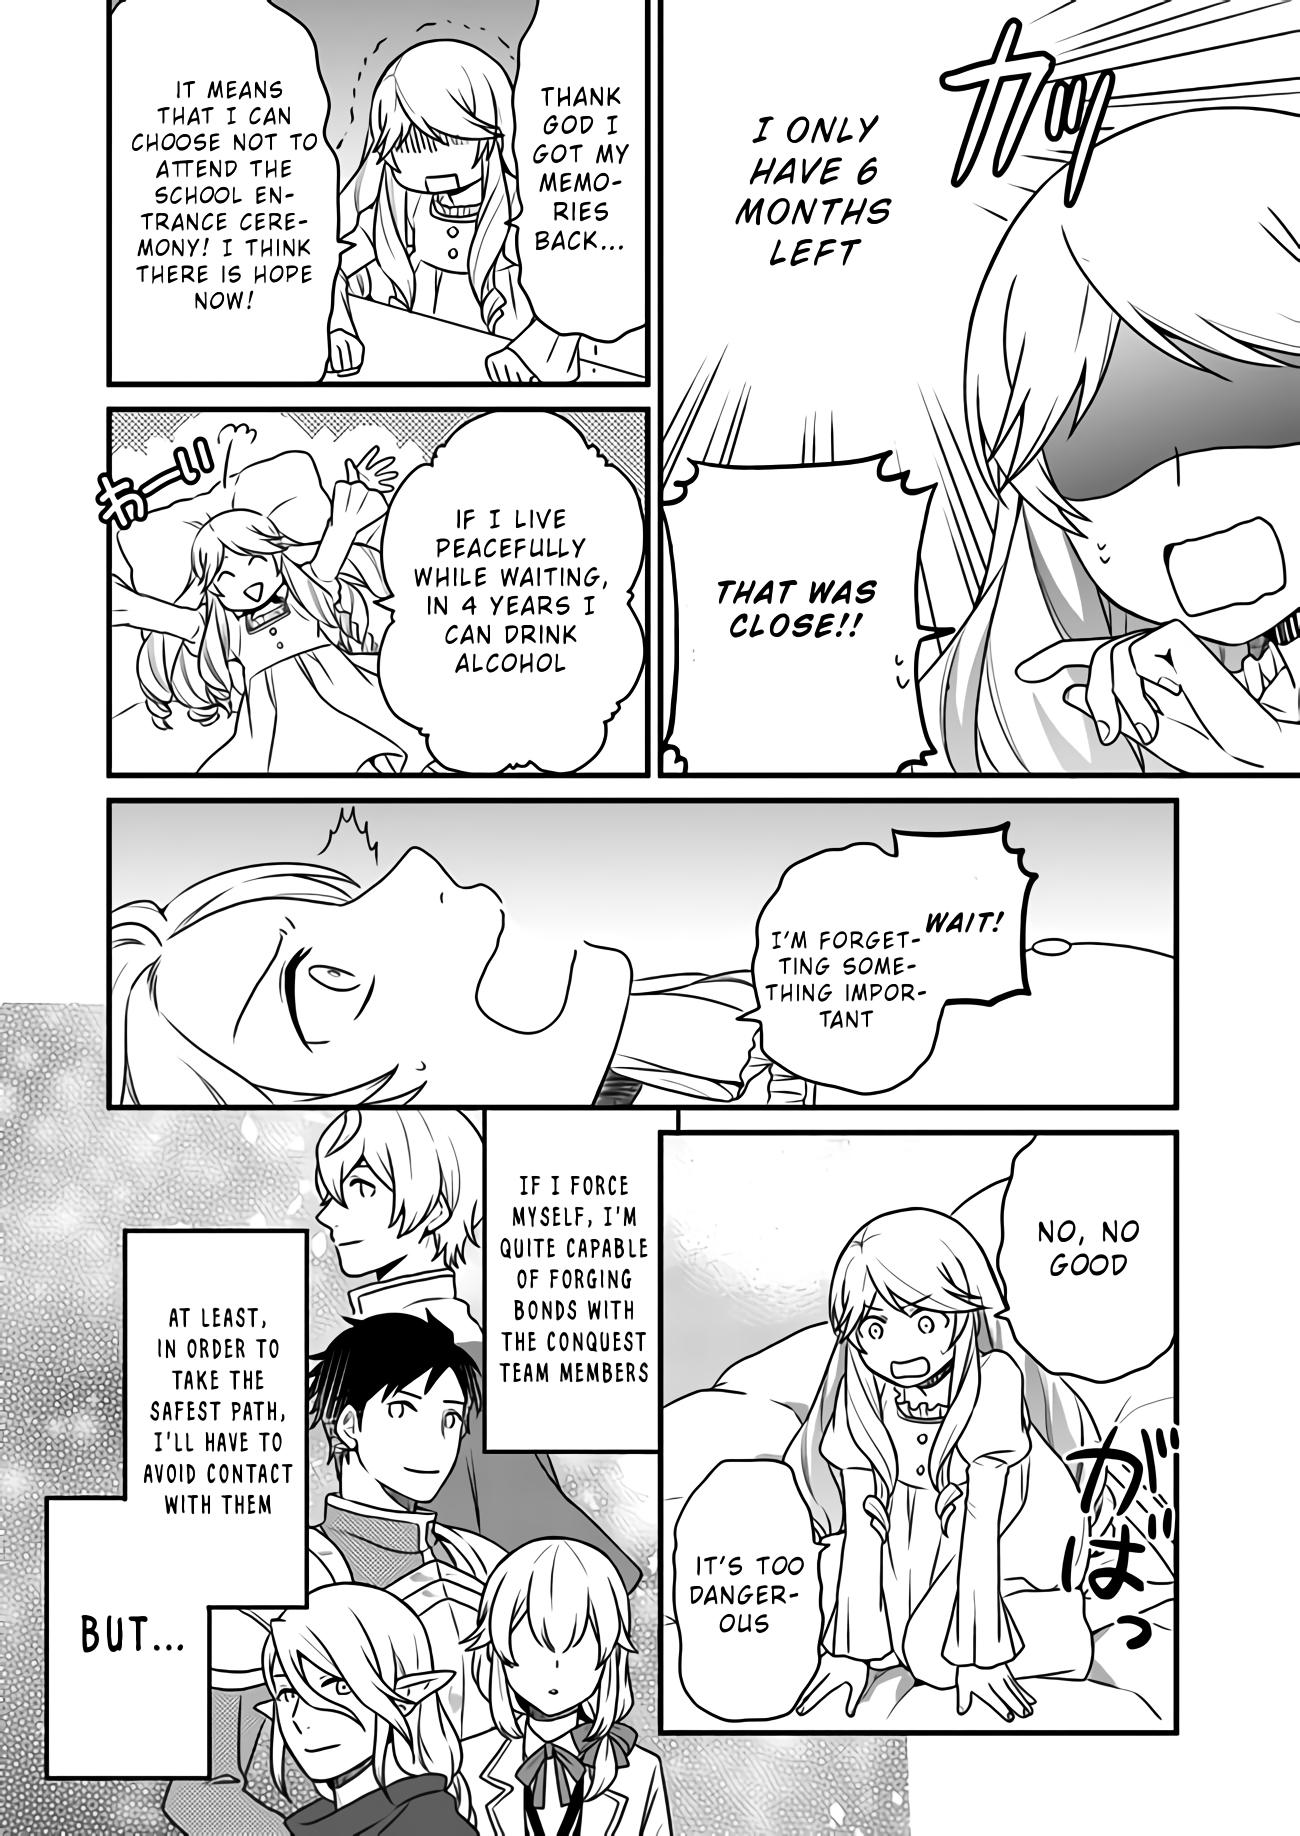 I ONLY
HAVE 6
MONTHS
LEFT
カッ
THAT WAS
CLOSE!!
THANK
GOD I
GOT MY
MEMO-
RIES
BACK...
IT MEANS
THAT I CAN
CHOOSE NOT TO
ATTEND THE
SCHOOL EN-
TRANCE CERE-
MONY! I THINK
THERE IS HOPE
NOW!
IF I LIVE
PEACEFULLY
WHILE WAITING,
IN 4 YEARS I
CAN DRINK
ALCOHOL
わーい
WAIT!
I'M FORGET-
TING SOME-
THING IMPOR-
TANT
NO, NO
GOOD
がばっ
IT'S TOO
DANGER-
OUS
IF I FORCE
MYSELF, I'M
QUITE CAPABLE
OF FORGING
BONDS WITH
THE CONQUEST
TEAM MEMBERS
AT LEAST,
IN ORDER TO
TAKE THE
SAFEST PATH,
I'LL HAVE TO
AVOID CONTACT
WITH THEM
BUT...